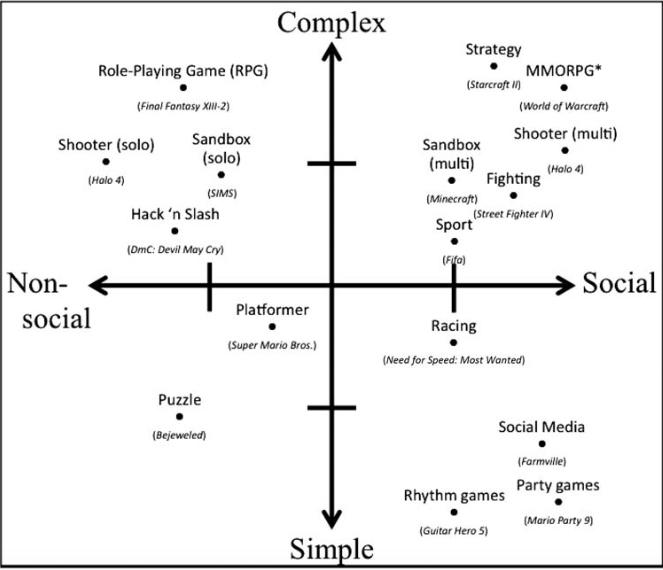 Complex
Strategy
(Starcraft II)
Role-Playing Game (RPG)
(Final Fantasy XIII-2)
MMORPG*
(World of Warcraft)
Shooter (solo)
(Halo 4)
Sandbox
(solo)
(SIMS)
Sandbox
(multi)
(Minecraft)
Shooter (multi)
(Halo 4)
Fighting
(Street Fighter IV)
Hack ‘n Slash
(DmC: Devil May Cry)
Sport
(Fifa)
Non-
social
Social
Platformer
(Super Mario Bros.)
Racing
(Need for Speed: Most Wanted)
Puzzle
(Bejeweled)
Social Media
(Farmville)
Rhythm games
(Guitar Hero 5)
Party games
(Mario Party 9)
Simple